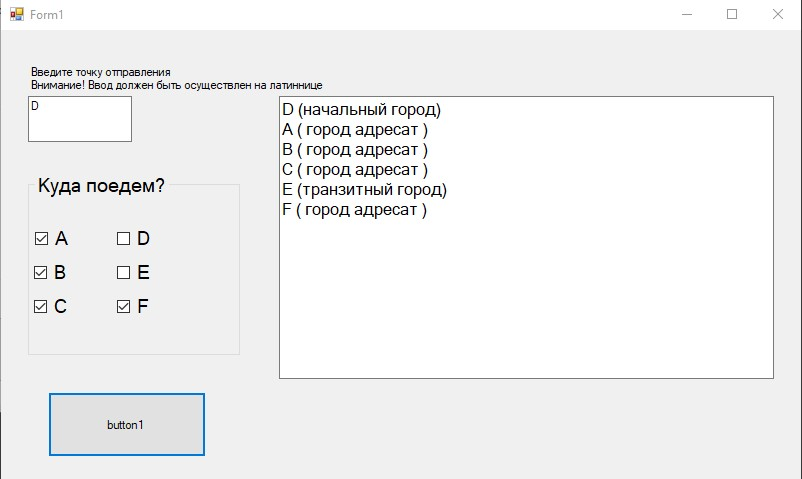 Form1
Введите точку отправления
Внимание! Ввод должен быть осуществлен на латиннице
D
D (начальный город)
A ( город адресат )
B ( город адресат )
C ( город адресат )
E (транзитный город)
F ( город адресат )
Куда поедем?
A D
B E
C F
button1